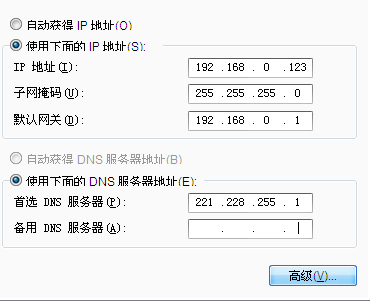 自动获得 IP 地址(O)
使用下面的 IP 地址(S):
IP 地址(I): 192 .168 . 0 .123
子网掩码(U): 255 .255 .255 . 0
默认网关(D): 192 .168 . 0 . 1
自动获得 DNS 服务器地址(B)
使用下面的 DNS 服务器地址(E):
首选 DNS 服务器(P): 221 .228 .255 . 1
备用 DNS 服务器(A): . . .
高级(V)...